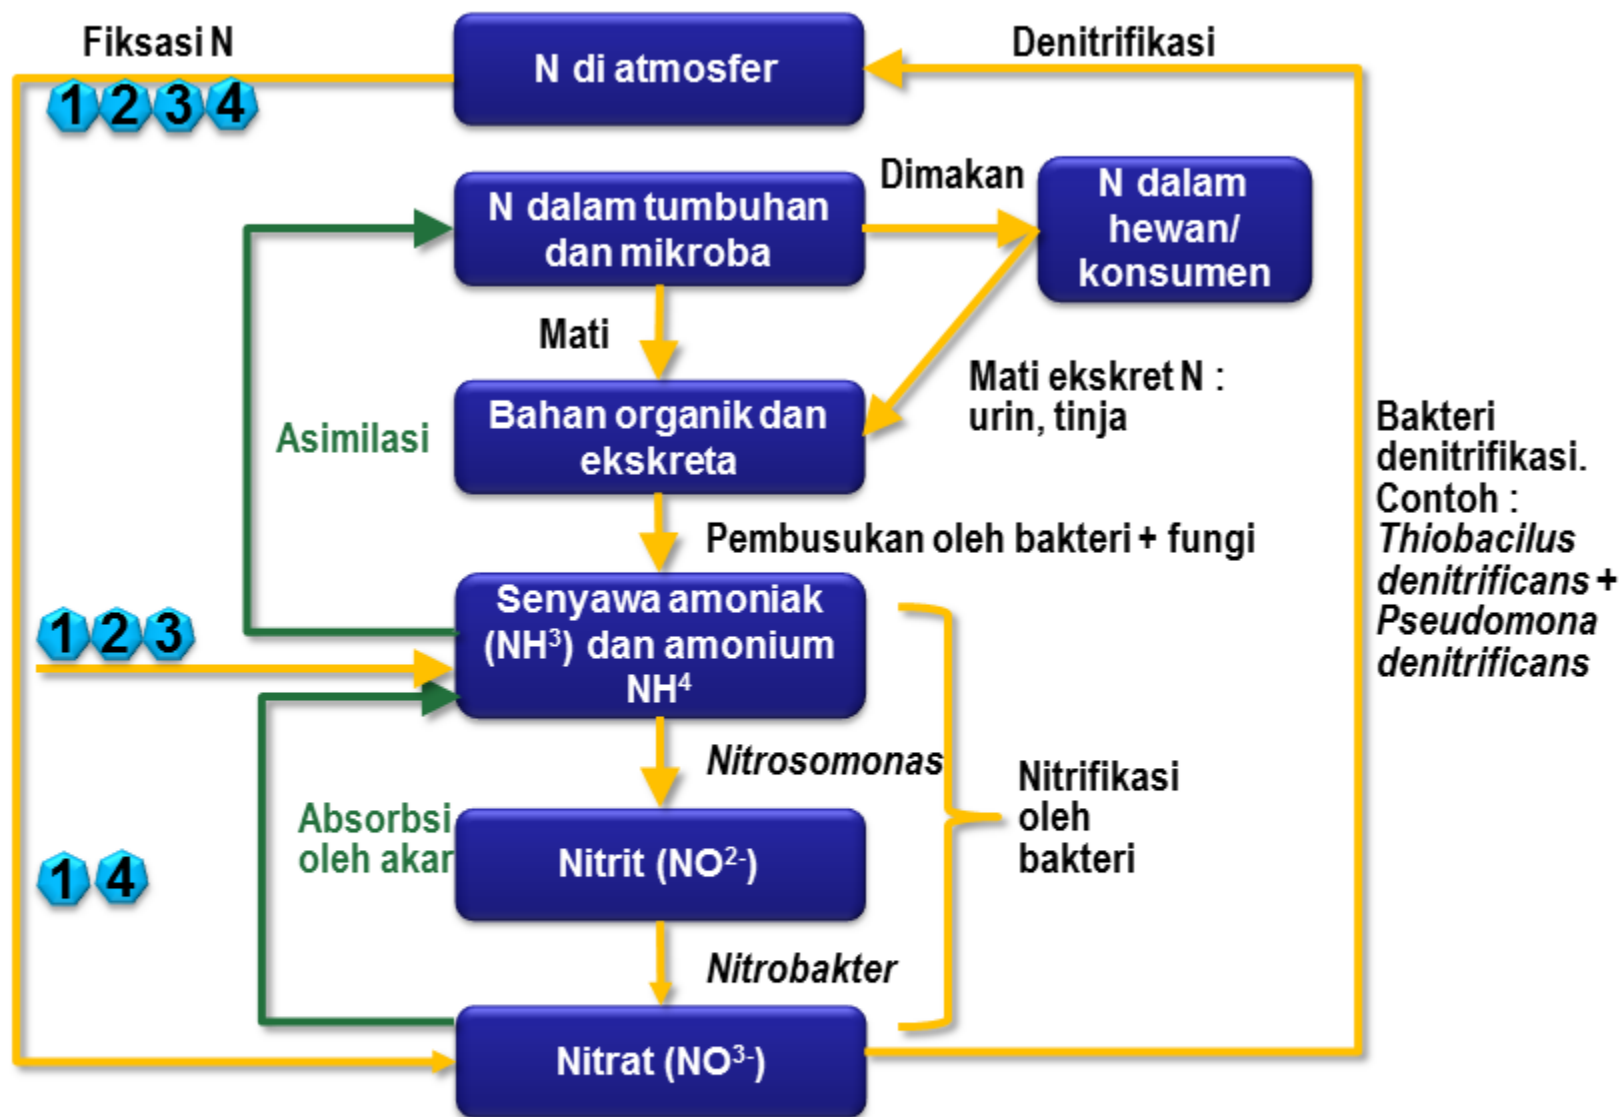 Fiksasi N
N di atmosfer
Denitrifikasi
1 2 3 4
N dalam tumbuhan
dan mikroba
Dimakan
N dalam
hewan/
konsumen
Mati
Mati ekskret N :
urin, tinja
Asimilasi
Bahan organik dan
ekskreta
Bakteri
denitrifikasi.
Contoh :
Thiobacilus
denitrificans +
Pseudomona
denitrificans
Pembusukan oleh bakteri + fungi
1 2 3
Senyawa amoniak
(NH³) dan amonium
NH⁴
Nitrosomonas
Absorbsi
oleh akar
Nitrifikasi
oleh
bakteri
1 4
Nitrit (NO²⁻)
Nitrobakter
Nitrat (NO³⁻)